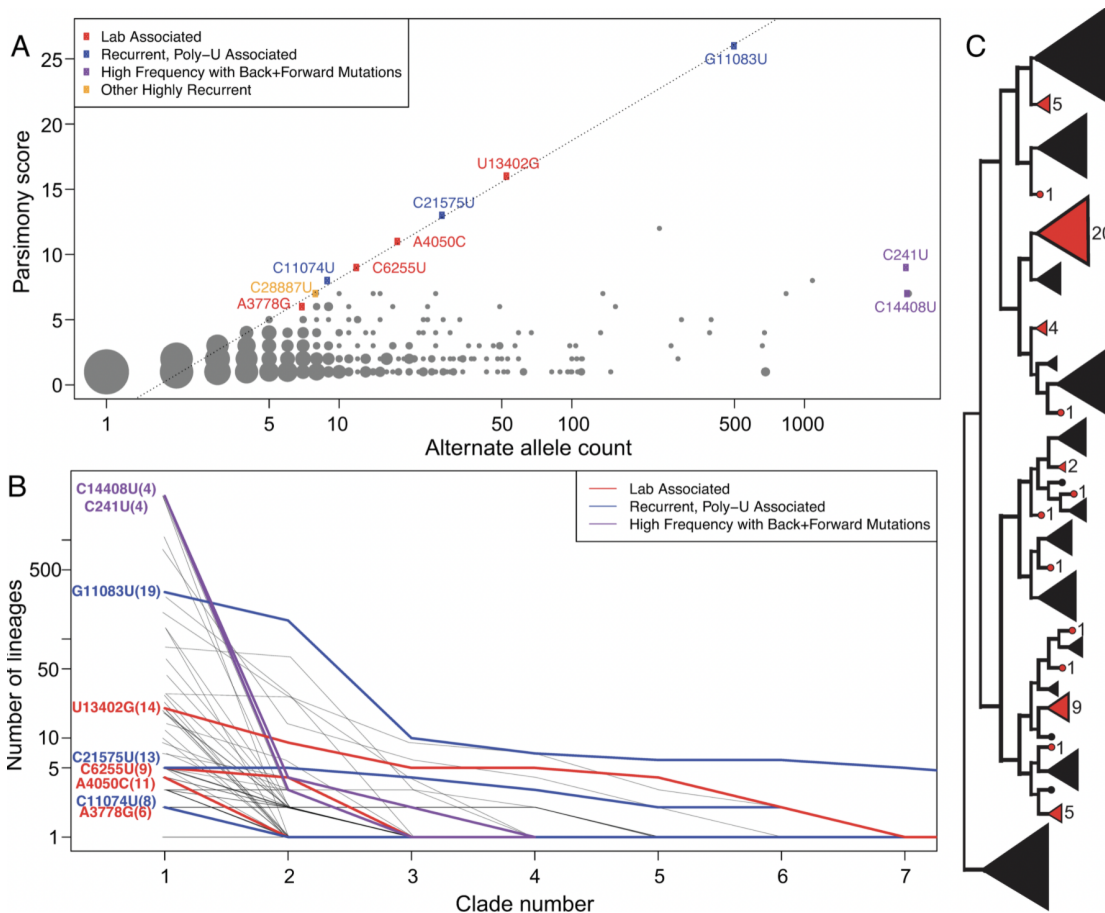 A
Lab Associated
Recurrent, Poly-U Associated
High Frequency with Back+Forward Mutations
Other Highly Recurrent
Parsimony score
25
20
15
10
5
0
G11083U
U13402G
C21575U
A4050C
C11074U
C6255U
C28887U
A3778G
C241U
C14408U
1
5
10
50
100
500
1000
Alternate allele count
B
Lab Associated
Recurrent, Poly-U Associated
High Frequency with Back+Forward Mutations
Number of lineages
500
50
10
5
1
C14408U(4)
C241U(4)
G11083U(19)
U13402G(14)
C21575U(13)
C6255U(9)
A4050C(11)
C11074U(8)
A3778G(6)
1
2
3
4
5
6
7
Clade number
C
5
1
20
4
1
2
1
1
1
1
1
9
1
5